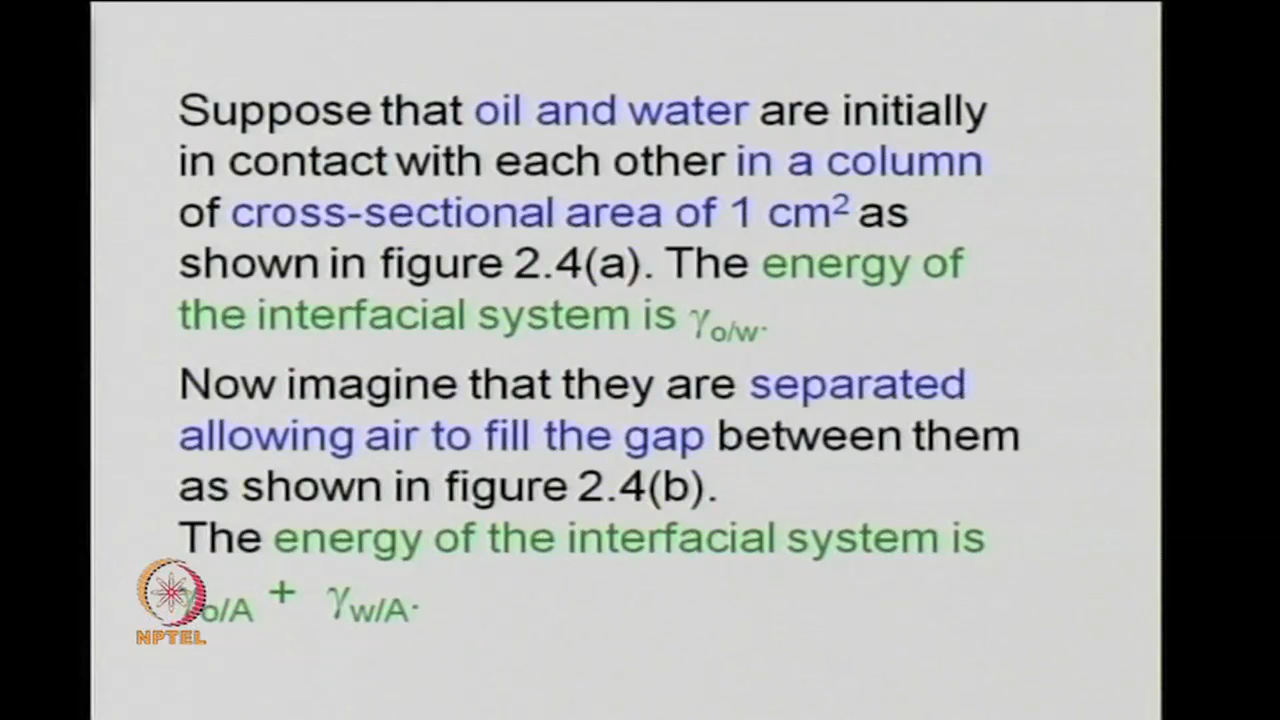 Suppose that oil and water are initially
in contact with each other in a column
of cross-sectional area of 1 cm² as
shown in figure 2.4(a). The energy of
the interfacial system is γo/w.
Now imagine that they are separated
allowing air to fill the gap between them
as shown in figure 2.4(b).
The energy of the interfacial system is
γo/A + γw/A.
NPTEL